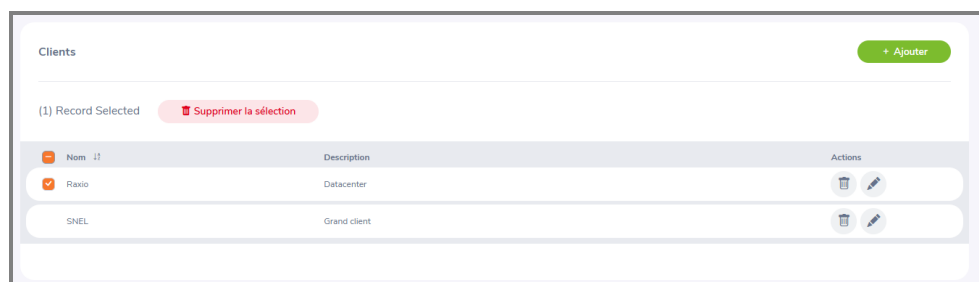 Clients
+ Ajouter
(1) Record Selected Supprimer la sélection
Nom Description Actions
Raxio Datacenter
SNEL Grand client